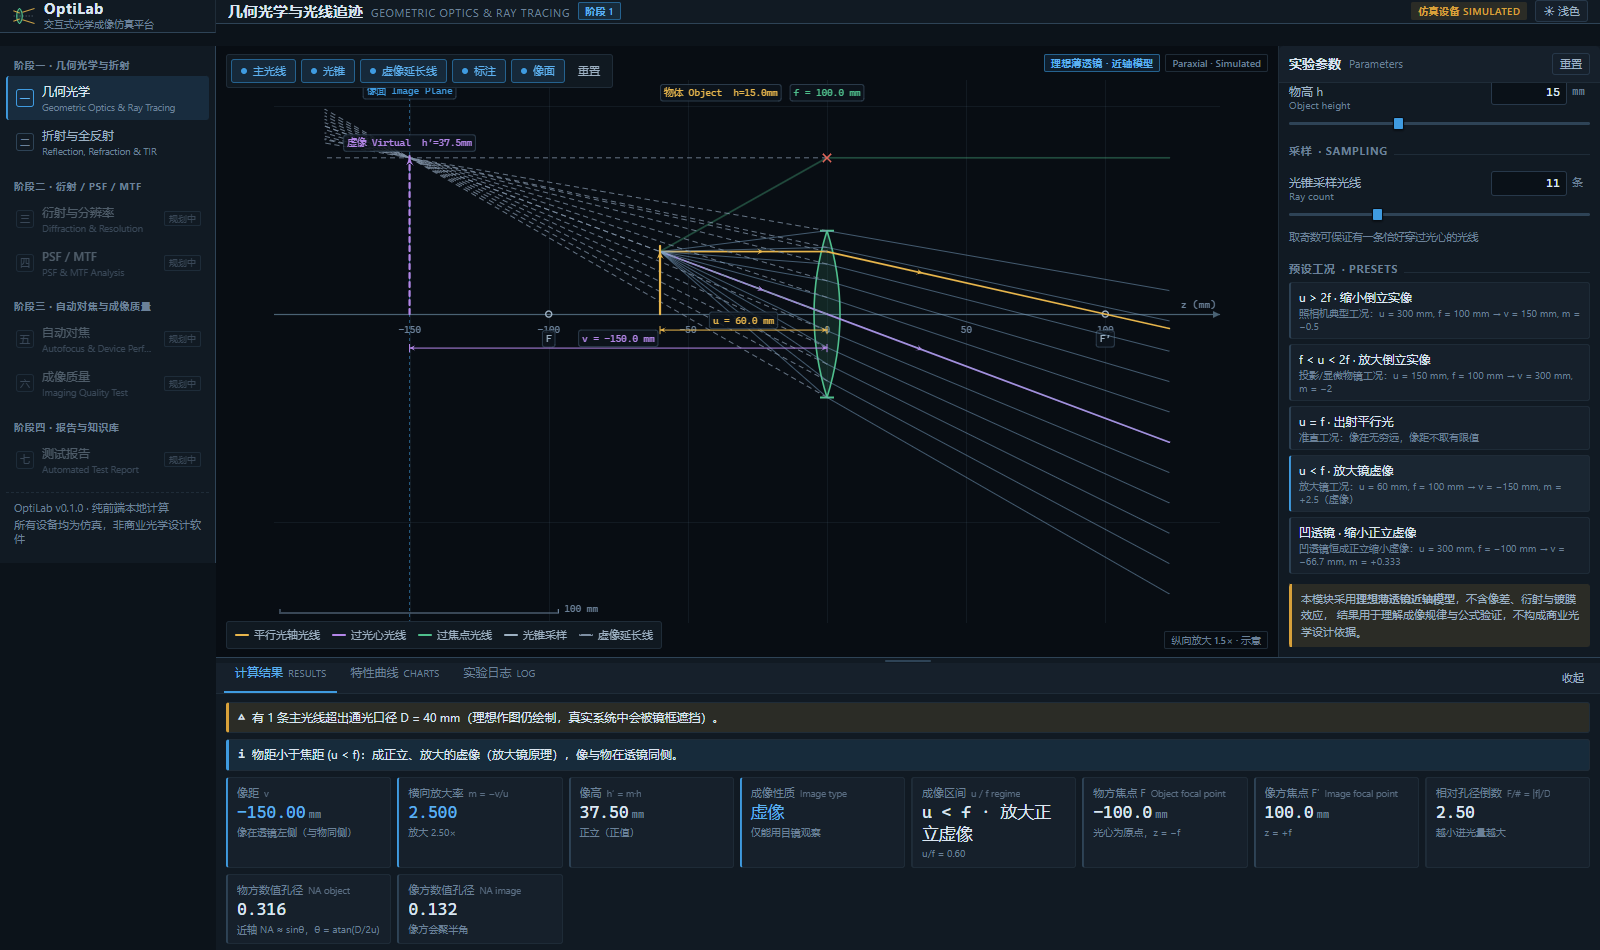 OptiLab
交互式光学成像仿真平台
几何光学与光线追迹 GEOMETRIC OPTICS & RAY TRACING 阶段 1
仿真设备 SIMULATED
☀ 浅色
阶段一 · 几何光学与折射
一 几何光学
Geometric Optics & Ray Tracing
二 折射与全反射
Reflection, Refraction & TIR
阶段二 · 衍射 / PSF / MTF
三 衍射与分辨率 规划中
Diffraction & Resolution
四 PSF / MTF 规划中
PSF & MTF Analysis
阶段三 · 自动对焦与成像质量
五 自动对焦 规划中
Autofocus & Device Perf...
六 成像质量 规划中
Imaging Quality Test
阶段四 · 报告与知识库
七 测试报告 规划中
Automated Test Report
OptiLab v0.1.0 · 纯前端本地计算
所有设备均为仿真，非商业光学设计软
件
主光线 光锥 虚像延长线 标注 像面 重置
理想薄透镜 · 近轴模型 Paraxial · Simulated
像面 Image Plane
物体 Object h=15.0mm
f = 100.0 mm
虚像 Virtual h'=37.5mm
z (mm)
−150
−100
−50
0
50
100
u = 60.0 mm
v = −150.0 mm
F
F'
100 mm
平行光轴光线 过光心光线 过焦点光线 光锥采样 虚像延长线
纵向放大 1.5× · 示意
实验参数 Parameters 重置
物高 h 15 mm
Object height
采样 · SAMPLING
光锥采样光线 11 条
Ray count
取奇数可保证有一条恰好穿过光心的光线
预设工况 · PRESETS
u > 2f · 缩小倒立实像
照相机典型工况：u = 300 mm, f = 100 mm → v = 150 mm, m =
−0.5
f < u < 2f · 放大倒立实像
投影/显微物镜工况：u = 150 mm, f = 100 mm → v = 300 mm,
m = −2
u = f · 出射平行光
准直工况：像在无穷远，像距不取有限值
u < f · 放大镜虚像
放大镜工况：u = 60 mm, f = 100 mm → v = −150 mm, m =
+2.5（虚像）
凹透镜 · 缩小正立虚像
凹透镜恒成正立缩小虚像：u = 300 mm, f = −100 mm → v =
−66.7 mm, m = +0.333
本模块采用理想薄透镜近轴模型，不含像差、衍射与镀膜
效应，结果用于理解成像规律与公式验证，不构成商业光
学设计依据。
计算结果 RESULTS 特性曲线 CHARTS 实验日志 LOG 收起
有 1 条主光线超出通光口径 D = 40 mm（理想作图仍绘制，真实系统中会被镜框遮挡）。
i 物距小于焦距 (u < f)：成正立、放大的虚像（放大镜原理），像与物在透镜同侧。
像距 v
−150.00 mm
像在透镜左侧（与物同侧）
横向放大率 m = −v/u
2.500
放大 2.50×
像高 h' = m·h
37.50 mm
正立（正值）
成像性质 Image type
虚像
仅能用目镜观察
成像区间 u / f regime
u < f · 放大正
立虚像
u/f = 0.60
物方焦点 F Object focal point
−100.0 mm
光心为原点，z = −f
像方焦点 F' Image focal point
100.0 mm
z = +f
相对孔径倒数 F/# = |f|/D
2.50
越小进光量越大
物方数值孔径 NA object
0.316
近轴 NA ≈ sinθ，θ = atan(D/2u)
像方数值孔径 NA image
0.132
像方会聚半角